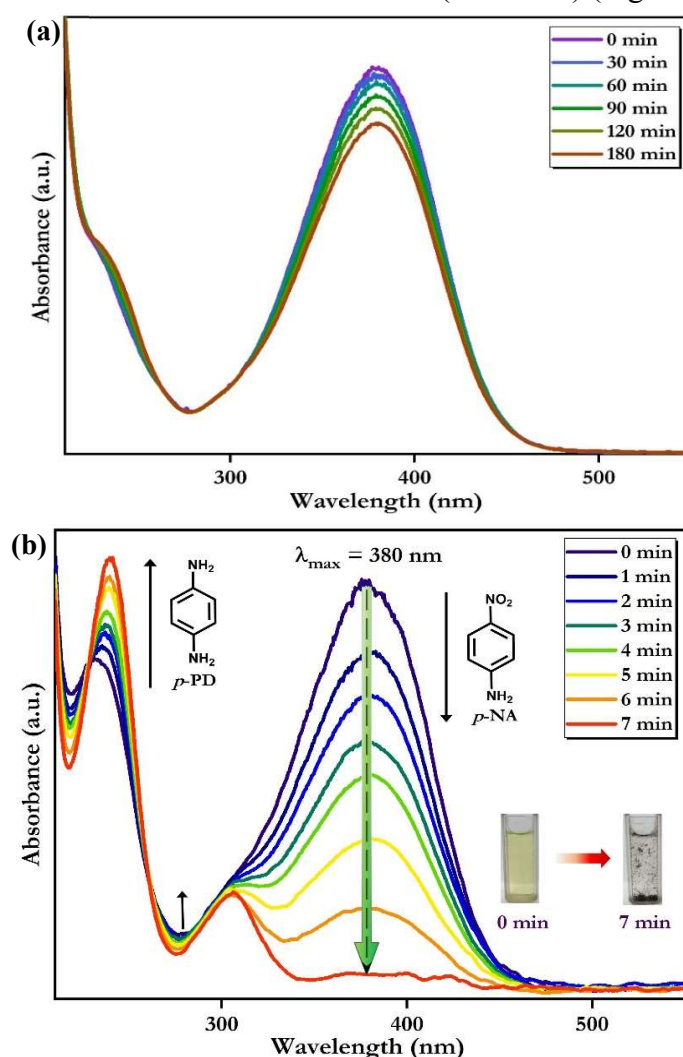 (a)
0 min
30 min
60 min
90 min
120 min
180 min
Absorbance (a.u.)
300
400
500
Wavelength (nm)
(b)
NH₂
NH₂
p-PD
λmax = 380 nm
NO₂
NH₂
p-NA
0 min
1 min
2 min
3 min
4 min
5 min
6 min
7 min
0 min
7 min
Absorbance (a.u.)
300
400
500
Wavelength (nm)